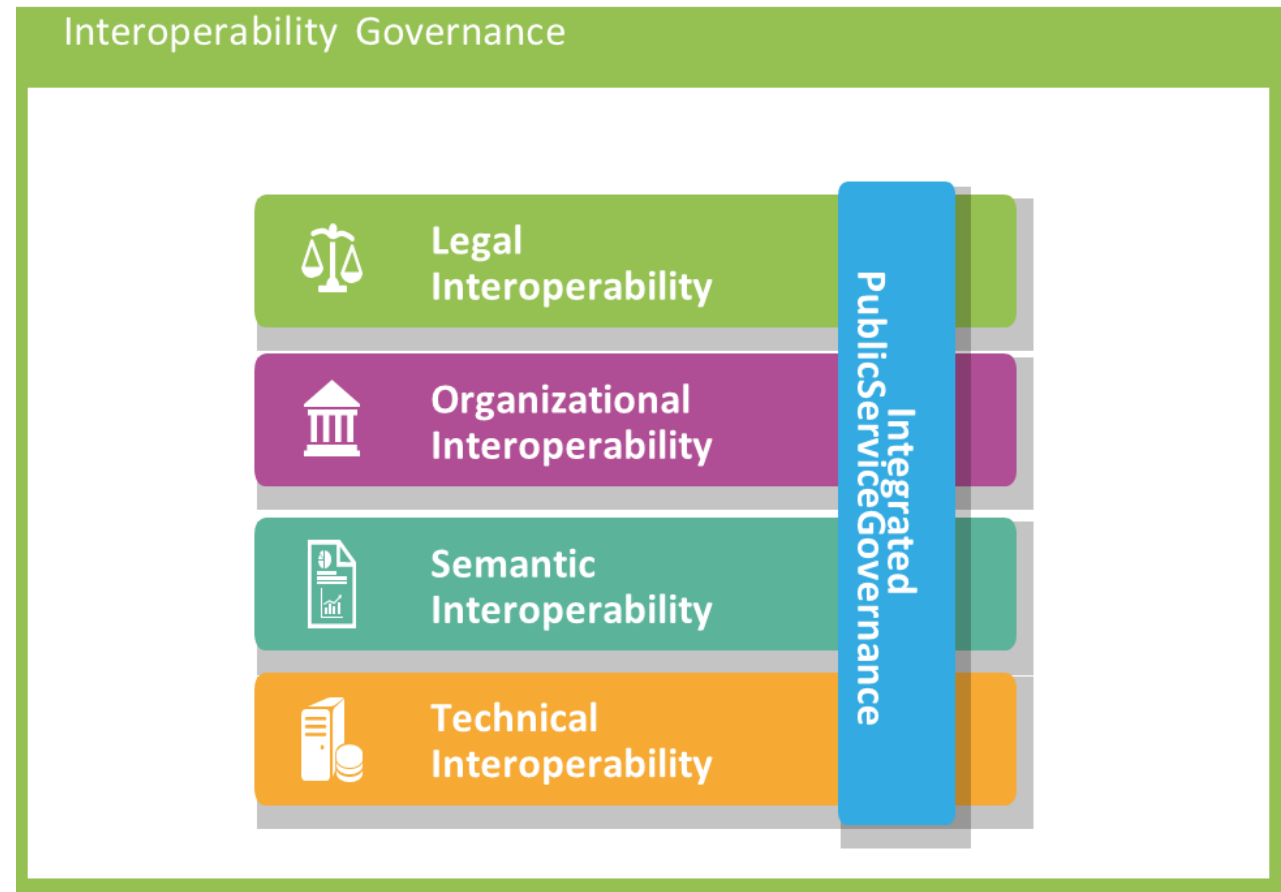 Interoperability Governance
Legal
Interoperability
Organizational
Interoperability
Semantic
Interoperability
Technical
Interoperability
Integrated
PublicServiceGovernance